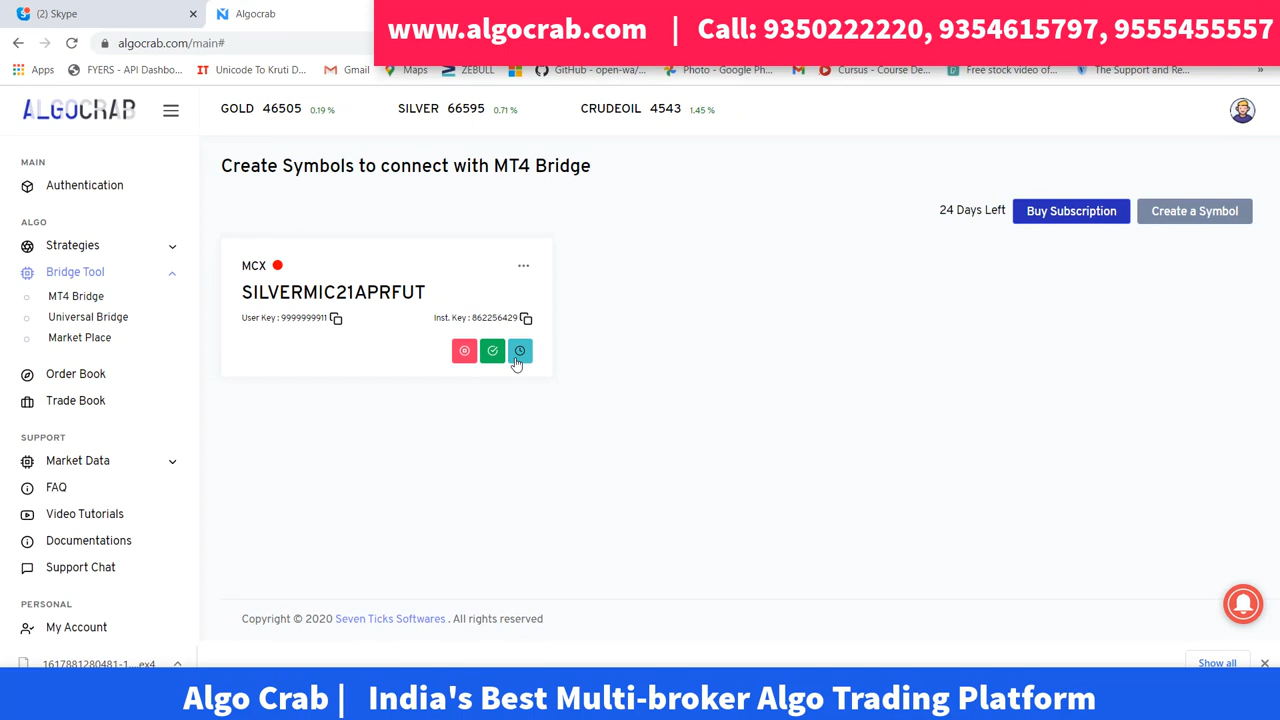 (2) Skype
Algocrab
www.algocrab.com | Call: 9350222220, 9354615797, 9555455557
algocrab.com/main#
Apps
FYERS - API Dashbo...
Unicode To Kruti D...
Gmail
Maps
ZEBULL
GitHub - open-wa/...
Photo - Google Ph...
Cursus - Course De...
Free stock video of...
The Support and Re...
»
ALGOCRAB
GOLD 46505 0.19 %
SILVER 66595 0.71 %
CRUDEOIL 4543 1.45 %
MAIN
Authentication
ALGO
Strategies
Bridge Tool
MT4 Bridge
Universal Bridge
Market Place
Order Book
Trade Book
SUPPORT
Market Data
FAQ
Video Tutorials
Documentations
Support Chat
PERSONAL
My Account
Create Symbols to connect with MT4 Bridge
24 Days Left
Buy Subscription
Create a Symbol
MCX
SILVERMIC21APRFUT
User Key : 9999999911
Inst. Key : 862256429
Copyright © 2020 Seven Ticks Softwares . All rights reserved
1617881280481-1....ex4
Show all
Algo Crab | India's Best Multi-broker Algo Trading Platform